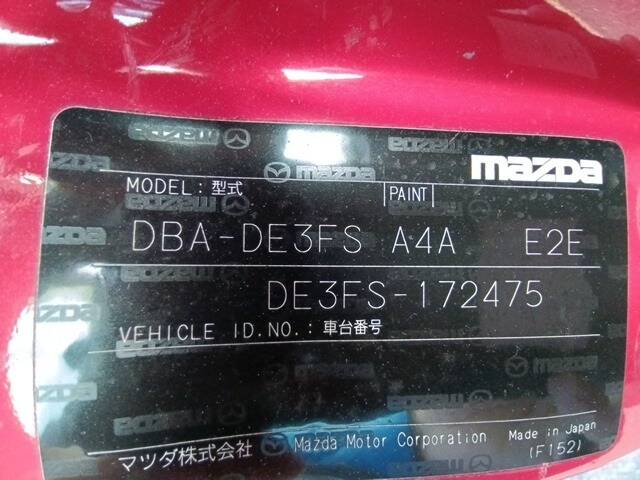 mazda
MODEL:型式 PAINT
DBA-DE3FS A4A E2E
DE3FS-172475
VEHICLE ID.NO.:車台番号
マツダ株式会社 Mazda Motor Corporation Made in Japan
(F152)